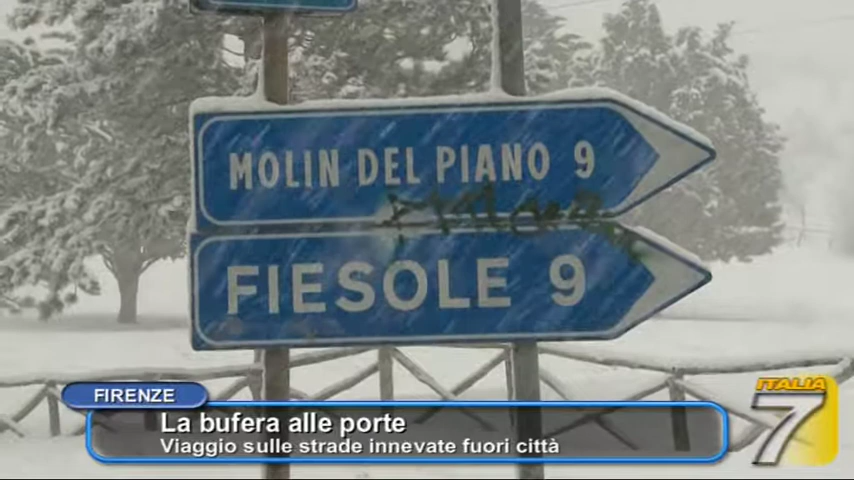 MOLIN DEL PIANO 9
FIESOLE 9
FIRENZE
La bufera alle porte
Viaggio sulle strade innevate fuori città
ITALIA
7